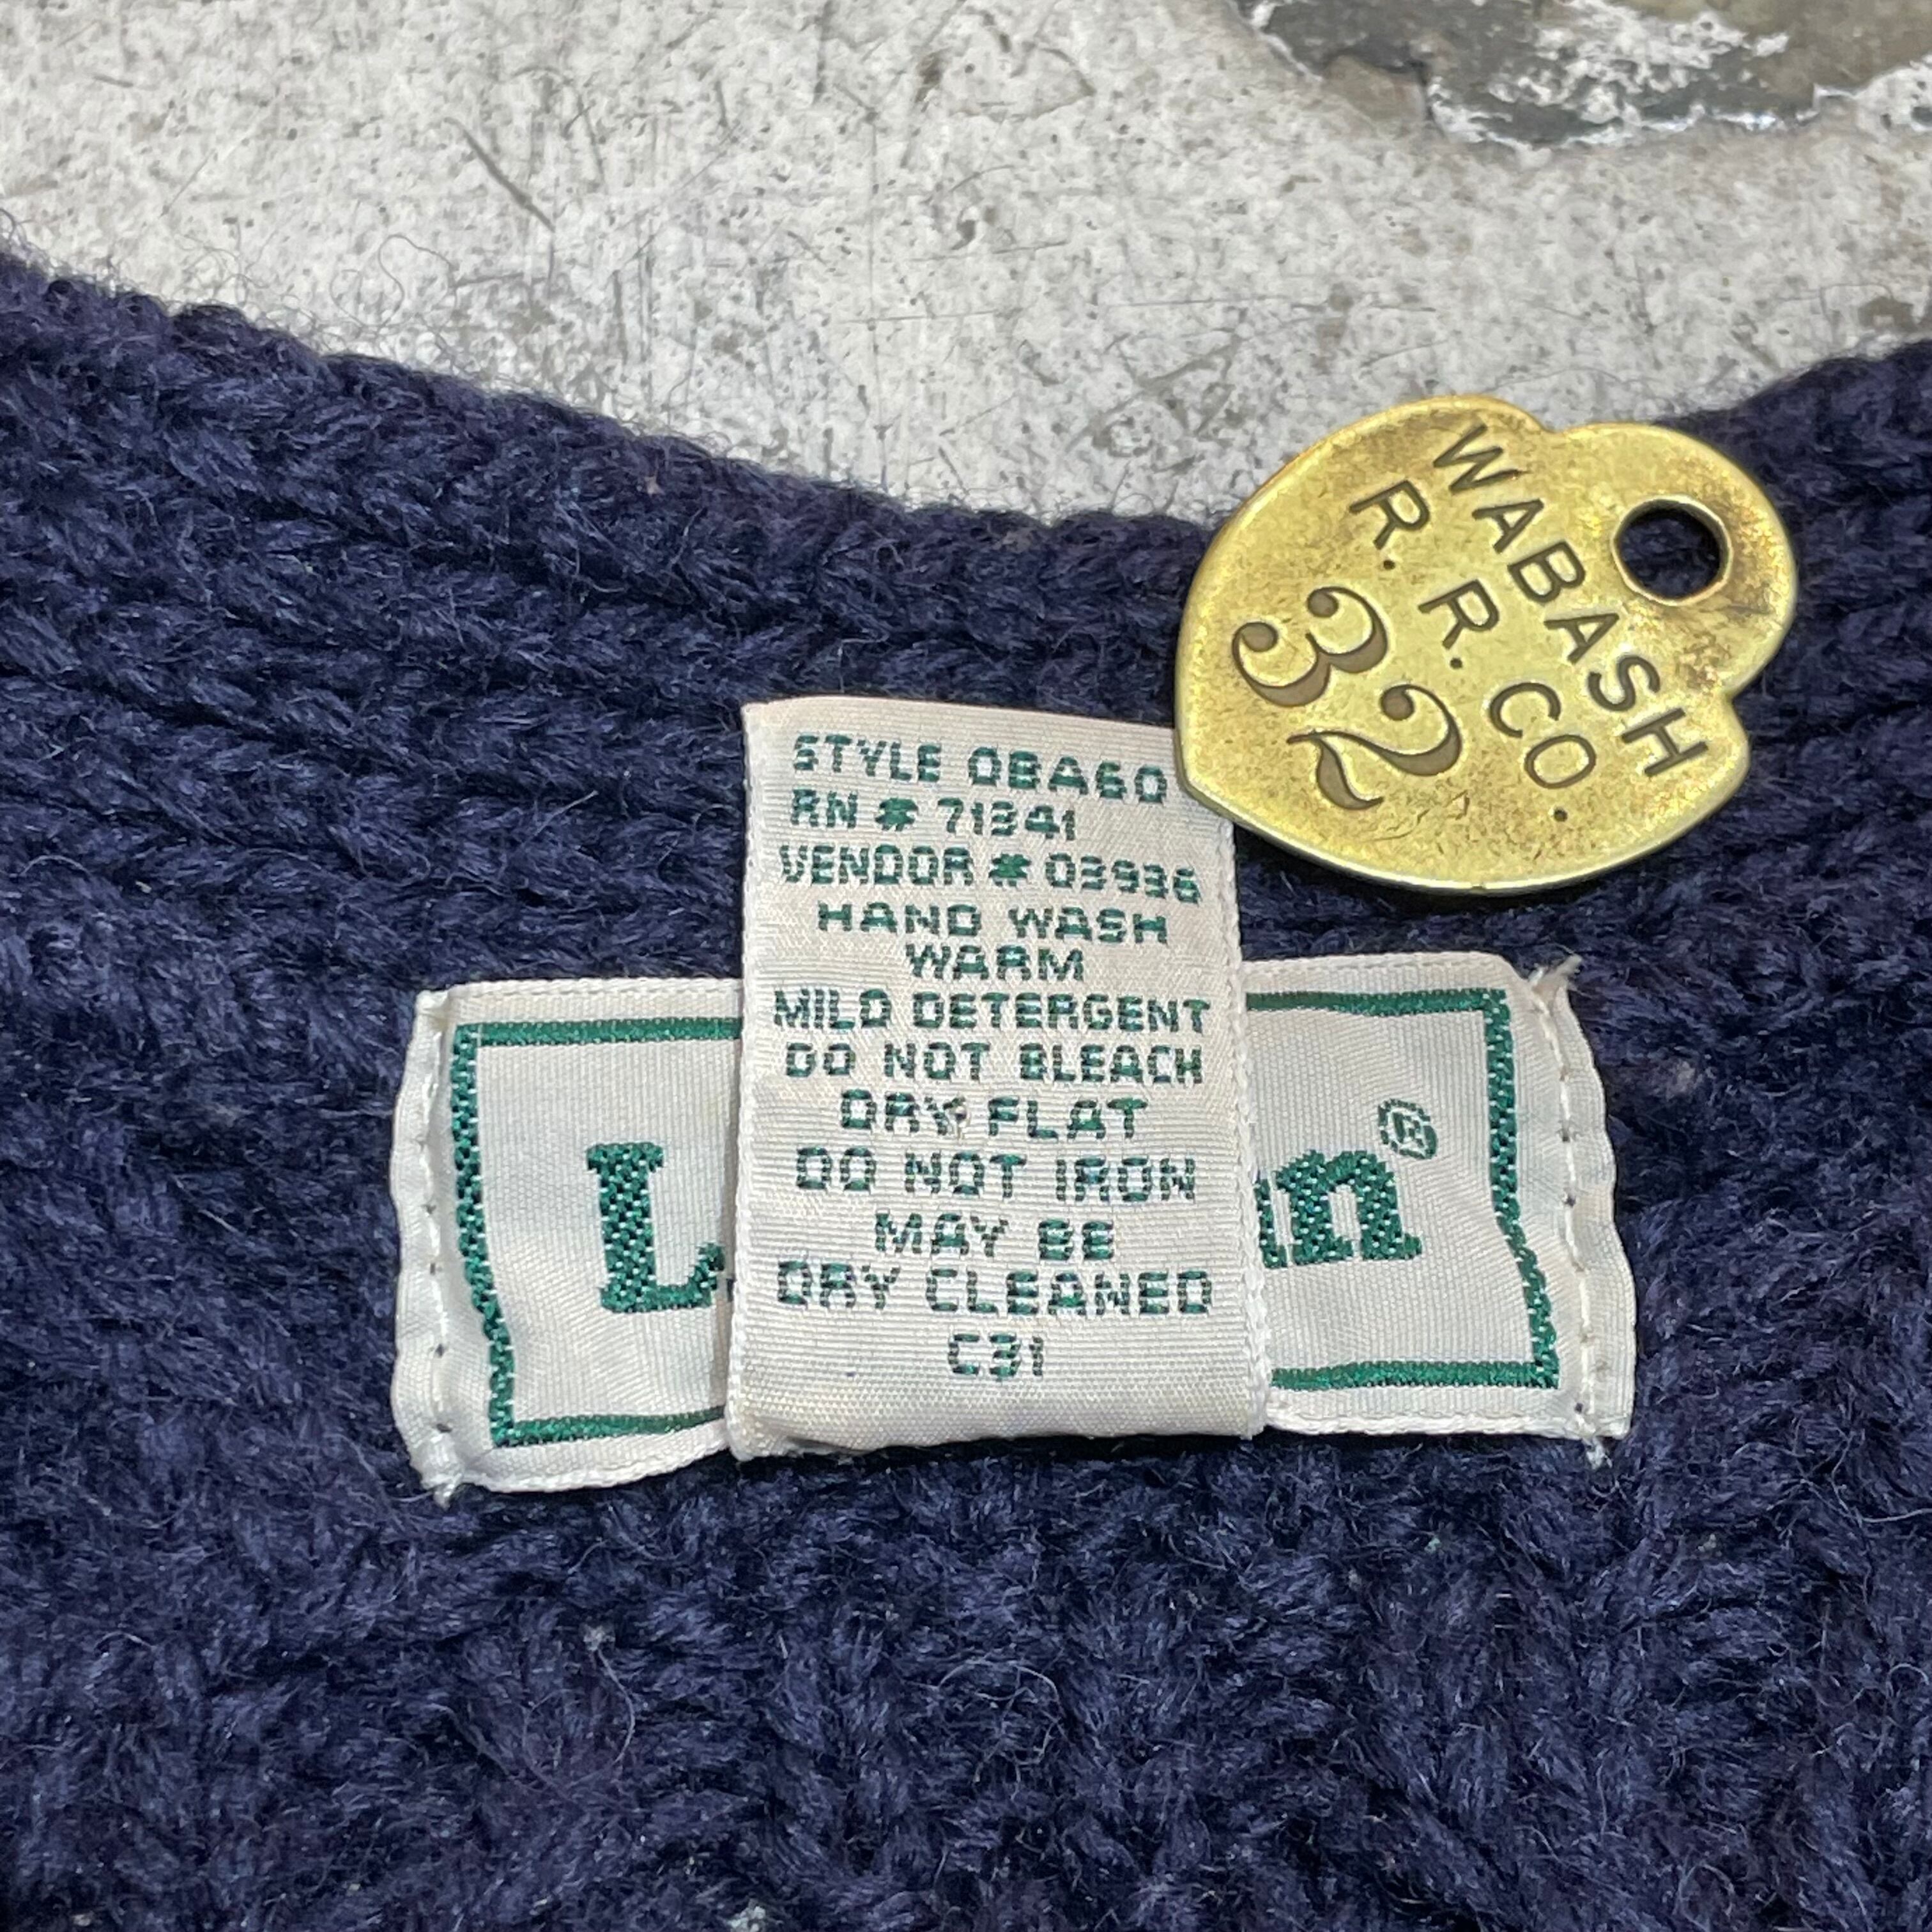 WABASH
R. R. CO.
32
STYLE 0BA60
RN # 71341
VENDOR # 03936
HAND WASH
WARM
MILD DETERGENT
DO NOT BLEACH
DRY FLAT
DO NOT IRON
MAY BE
DRY CLEANED
C31
L. n®